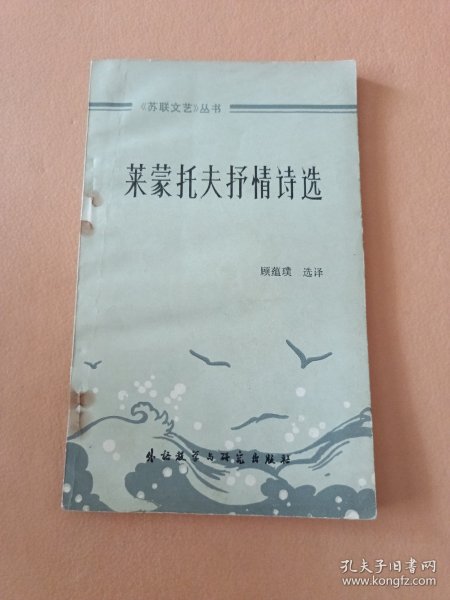 《苏联文艺》丛书
莱蒙托夫抒情诗选
顾蕴璞 选译
外语教学与研究出版社
孔夫子旧书网
www.kongfz.com